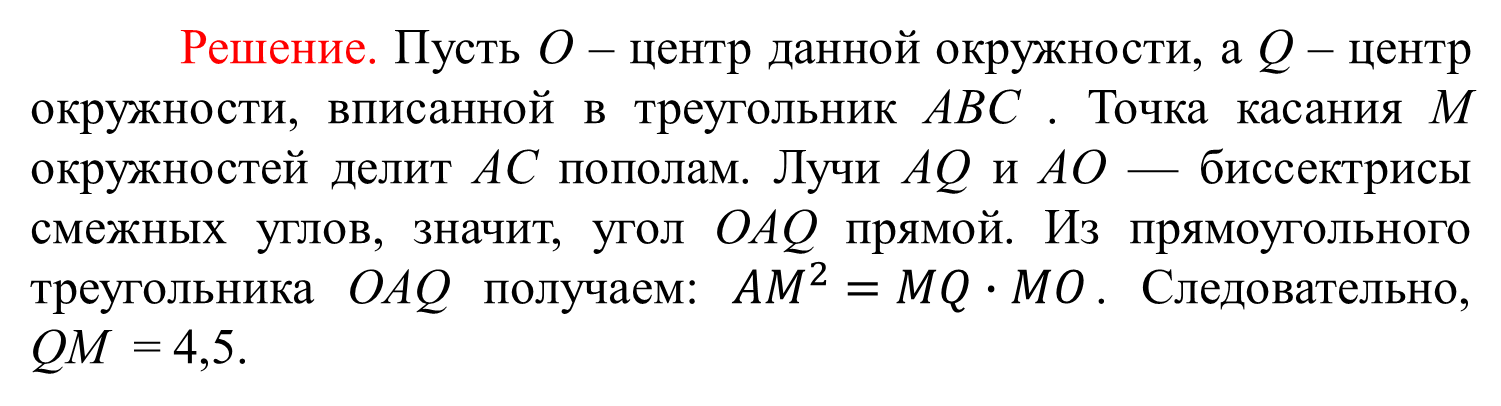 Решение. Пусть O – центр данной окружности, а Q – центр
окружности, вписанной в треугольник ABC . Точка касания M
окружностей делит AC пополам. Лучи AQ и AO — биссектрисы
смежных углов, значит, угол OAQ прямой. Из прямоугольного
треугольника OAQ получаем: AM² = MQ · MO. Следовательно,
QM = 4,5.